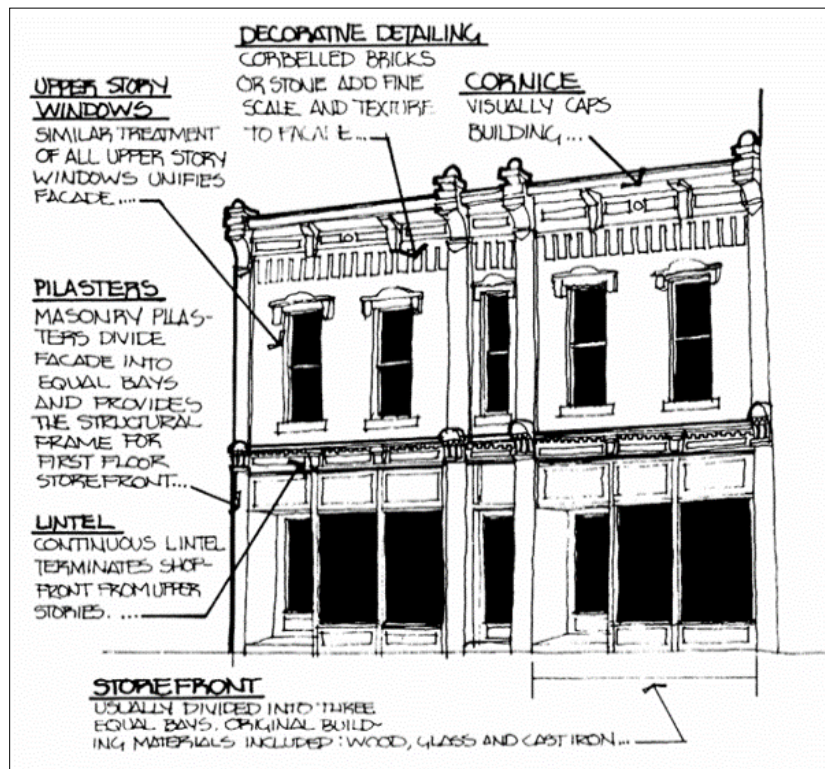 DECORATIVE DETAILING
CORBELLED BRICKS
OR STONE ADD FINE
SCALE AND TEXTURE
TO FACADE...
UPPER STORY
WINDOWS
SIMILAR TREATMENT
OF ALL UPPER STORY
WINDOWS UNIFIES
FACADE....
CORNICE
VISUALLY CAPS
BUILDING...
PILASTERS
MASONRY PILAS-
TERS DIVIDE
FACADE INTO
EQUAL BAYS
AND PROVIDES
THE STRUCTURAL
FRAME FOR
FIRST FLOOR
STOREFRONT...
LINTEL
CONTINUOUS LINTEL
TERMINATES SHOP-
FRONT FROM UPPER
STORIES. ....
STOREFRONT
USUALLY DIVIDED INTO THREE
EQUAL BAYS. ORIGINAL BUILD-
ING MATERIALS INCLUDED: WOOD, GLASS AND CAST IRON...